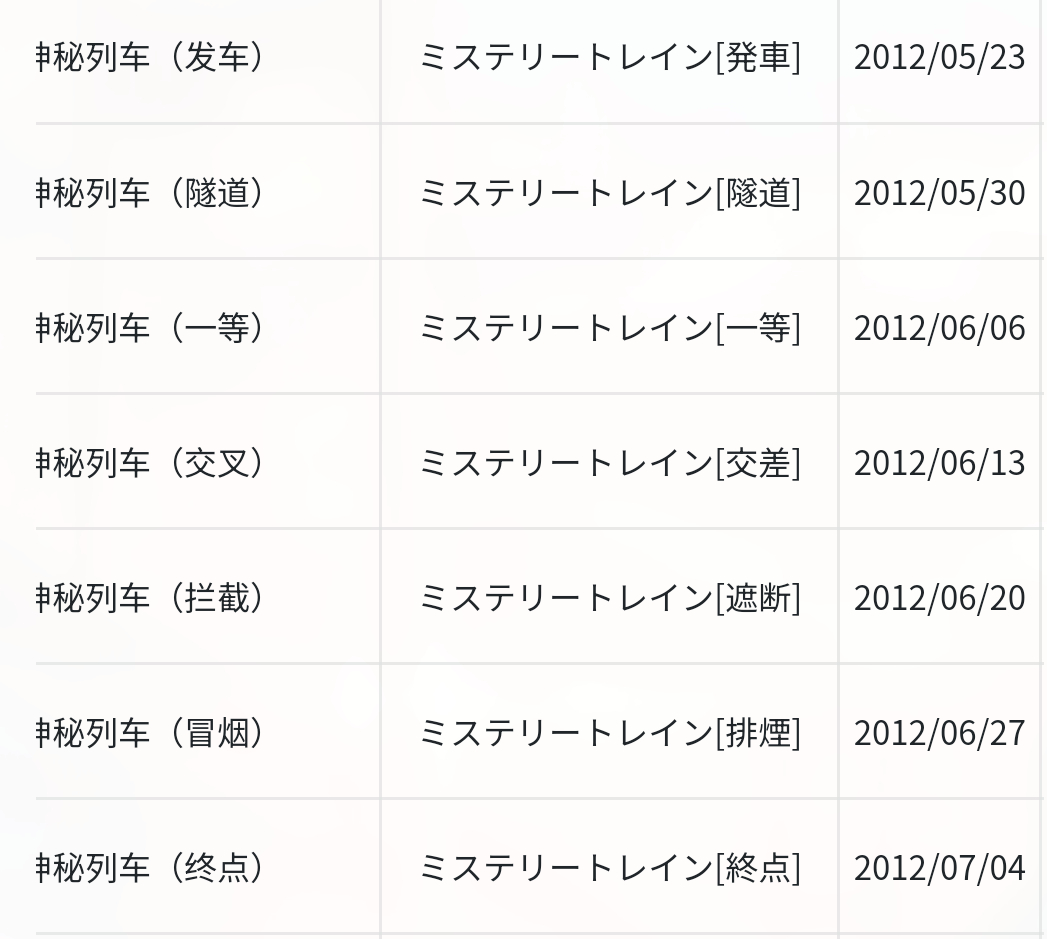 神秘列车（发车） ミステリートレイン[発車] 2012/05/23
神秘列车（隧道） ミステリートレイン[隧道] 2012/05/30
神秘列车（一等） ミステリートレイン[一等] 2012/06/06
神秘列车（交叉） ミステリートレイン[交差] 2012/06/13
神秘列车（拦截） ミステリートレイン[遮断] 2012/06/20
神秘列车（冒烟） ミステリートレイン[排煙] 2012/06/27
神秘列车（终点） ミステリートレイン[終点] 2012/07/04